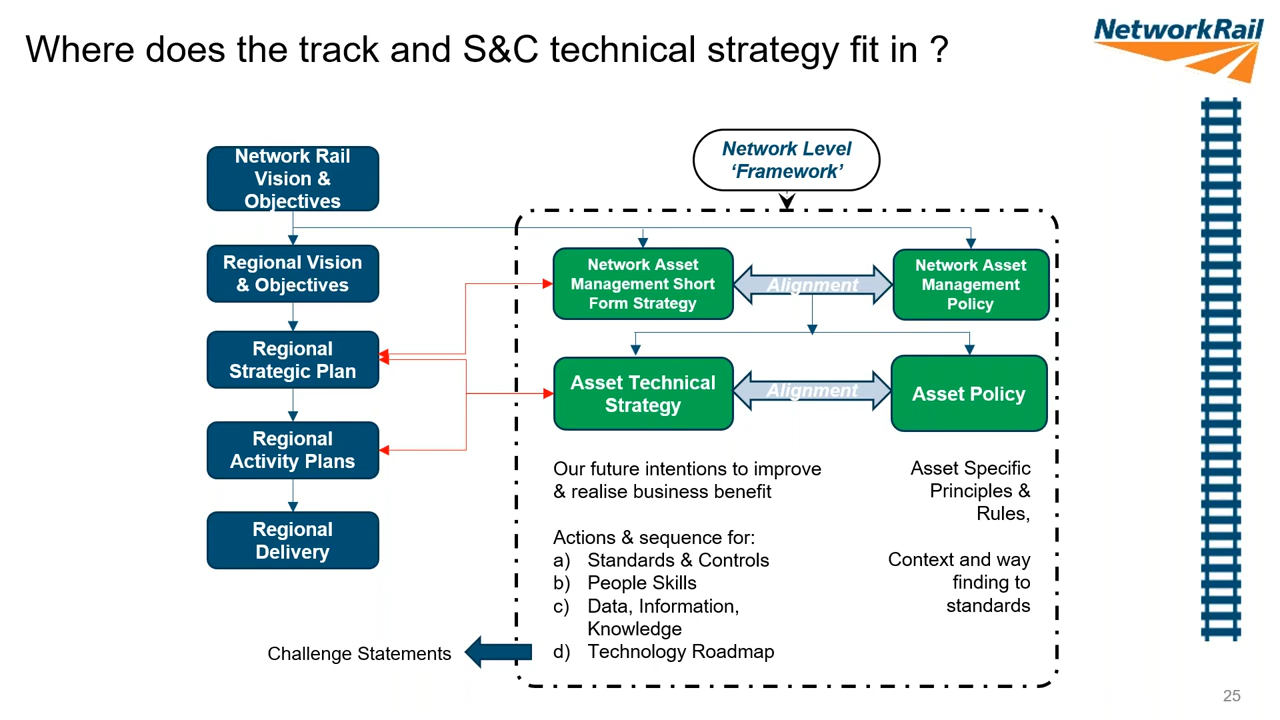 Where does the track and S&C technical strategy fit in ?
NetworkRail
Network Rail
Vision &
Objectives
Regional Vision
& Objectives
Regional
Strategic Plan
Regional
Activity Plans
Regional
Delivery
Network Level
‘Framework’
Network Asset
Management Short
Form Strategy
Alignment
Network Asset
Management
Policy
Asset Technical
Strategy
Alignment
Asset Policy
Our future intentions to improve
& realise business benefit
Actions & sequence for:
a) Standards & Controls
b) People Skills
c) Data, Information,
Knowledge
d) Technology Roadmap
Asset Specific
Principles &
Rules,
Context and way
finding to
standards
Challenge Statements
25